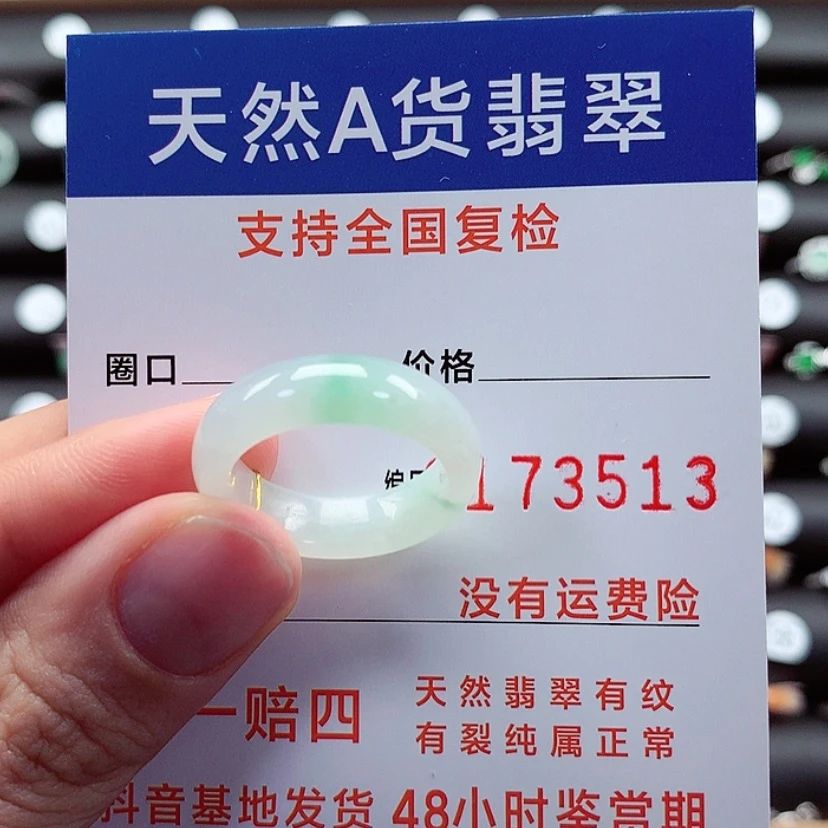 天然A货翡翠
支持全国复检
圈口 价格
173513
没有运费险
一赔四
天然翡翠有纹
有裂纯属正常
抖音基地发货 48小时鉴赏期